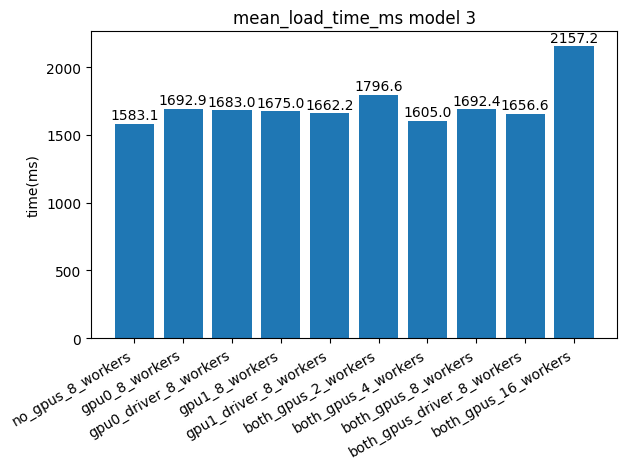 mean_load_time_ms model 3
time(ms)
2000
1500
1000
500
0
1583.1
1692.9
1683.0
1675.0
1662.2
1796.6
1605.0
1692.4
1656.6
2157.2
no_gpus_8_workers
gpu0_8_workers
gpu0_driver_8_workers
gpu1_8_workers
gpu1_driver_8_workers
both_gpus_2_workers
both_gpus_4_workers
both_gpus_8_workers
both_gpus_driver_8_workers
both_gpus_16_workers